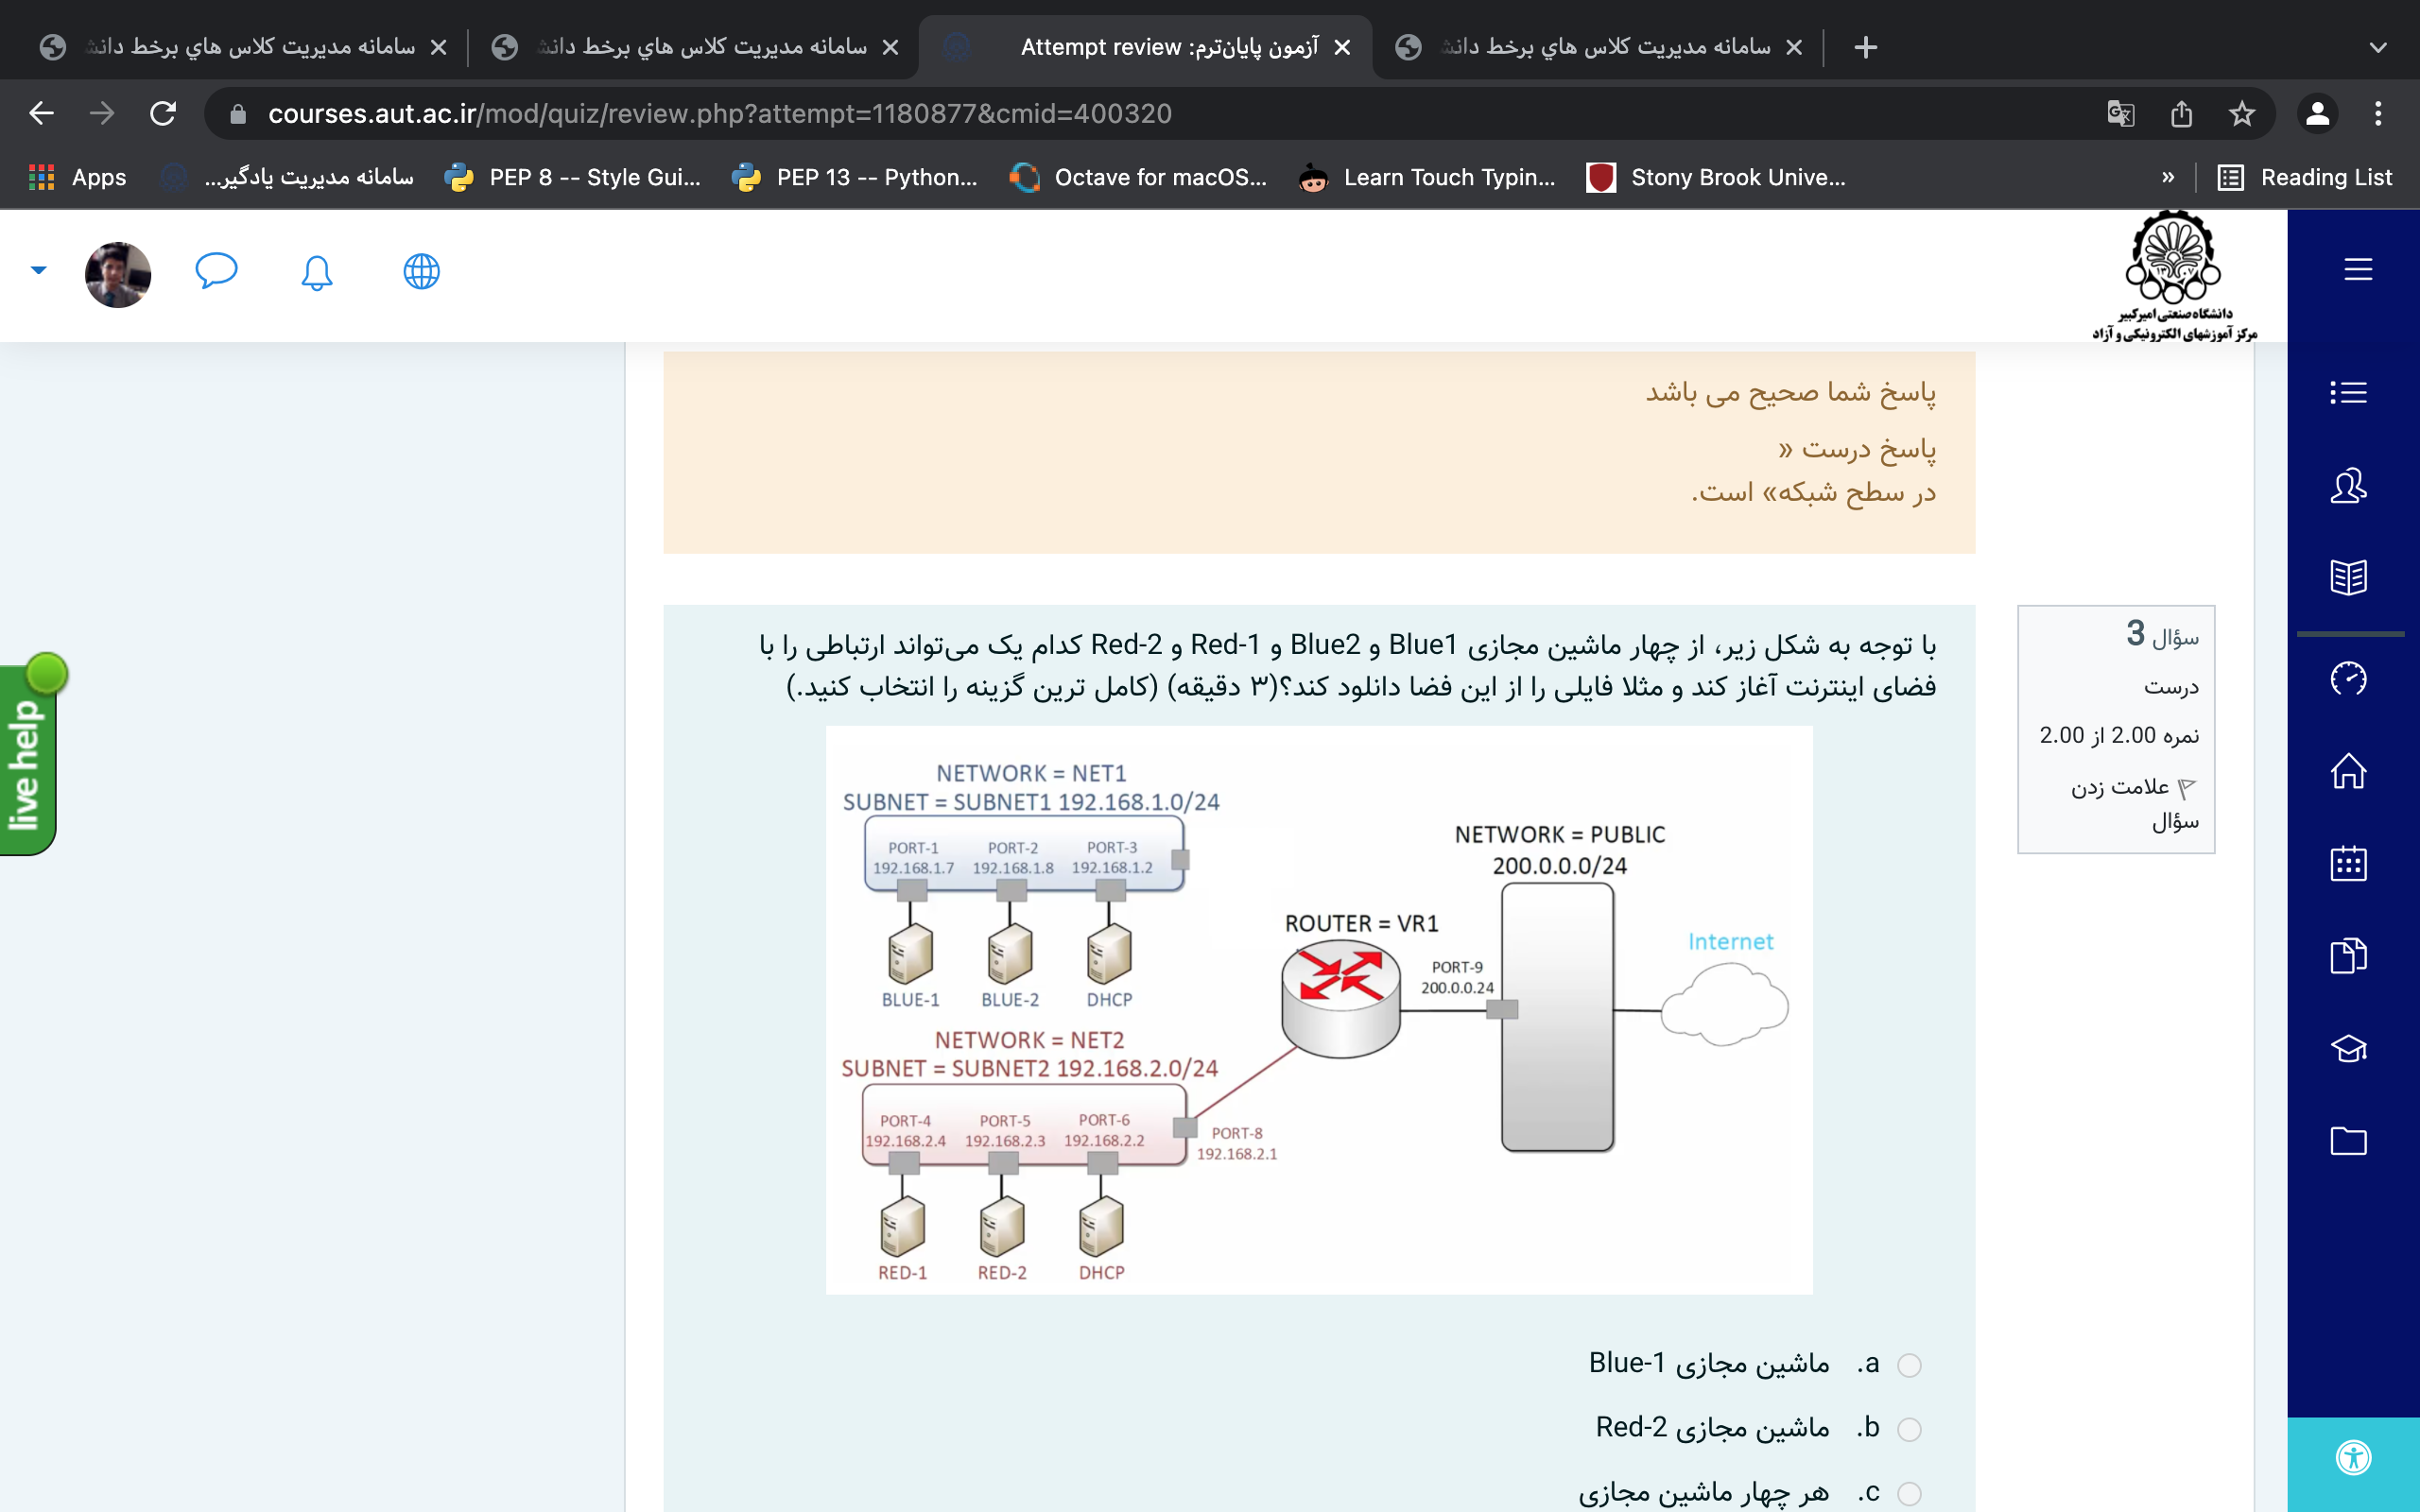 سامانه مدیریت کلاس هاي برخط دانش
سامانه مدیریت کلاس هاي برخط دانش
آزمون پایان‌ترم: Attempt review
سامانه مدیریت کلاس هاي برخط دانش
courses.aut.ac.ir/mod/quiz/review.php?attempt=1180877&cmid=400320
Apps
سامانه مدیریت یادگیر...
PEP 8 -- Style Gui...
PEP 13 -- Python...
Octave for macOS...
Learn Touch Typin...
Stony Brook Unive...
»
Reading List
دانشگاه صنعتی امیرکبیر
مرکز آموزشهای الکترونیکی و آزاد
پاسخ شما صحیح می باشد
پاسخ درست «
در سطح شبکه» است.
live help
سؤال 3
درست
نمره 2.00 از 2.00
علامت زدن
سؤال
با توجه به شکل زیر، از چهار ماشین مجازی Blue1 و Blue2 و Red-1 و Red-2 کدام یک می‌تواند ارتباطی را با
فضای اینترنت آغاز کند و مثلا فایلی را از این فضا دانلود کند؟(۳ دقیقه) (کامل ترین گزینه را انتخاب کنید.)
NETWORK = NET1
SUBNET = SUBNET1 192.168.1.0/24
PORT-1 PORT-2 PORT-3
192.168.1.7 192.168.1.8 192.168.1.2
BLUE-1 BLUE-2 DHCP
NETWORK = PUBLIC
200.0.0.0/24
ROUTER = VR1
PORT-9
200.0.0.24
Internet
NETWORK = NET2
SUBNET = SUBNET2 192.168.2.0/24
PORT-4 PORT-5 PORT-6
192.168.2.4 192.168.2.3 192.168.2.2
PORT-8
192.168.2.1
RED-1 RED-2 DHCP
a. ماشین مجازی Blue-1
b. ماشین مجازی Red-2
c. هر چهار ماشین مجازی